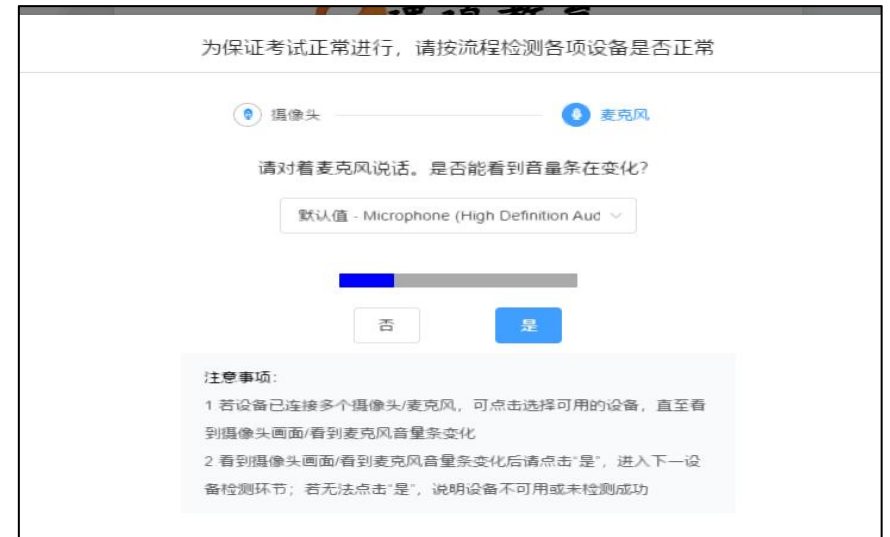 为保证考试正常进行，请按流程检测各项设备是否正常
摄像头
麦克风
请对着麦克风说话。是否能看到音量条在变化?
默认值 - Microphone (High Definition Aud
否
是
注意事项:
1 若设备已连接多个摄像头/麦克风，可点击选择可用的设备，直至看
到摄像头画面/看到麦克风音量条变化
2 看到摄像头画面/看到麦克风音量条变化后请点击“是”，进入下一设
备检测环节；若无法点击“是”，说明设备不可用或未检测成功